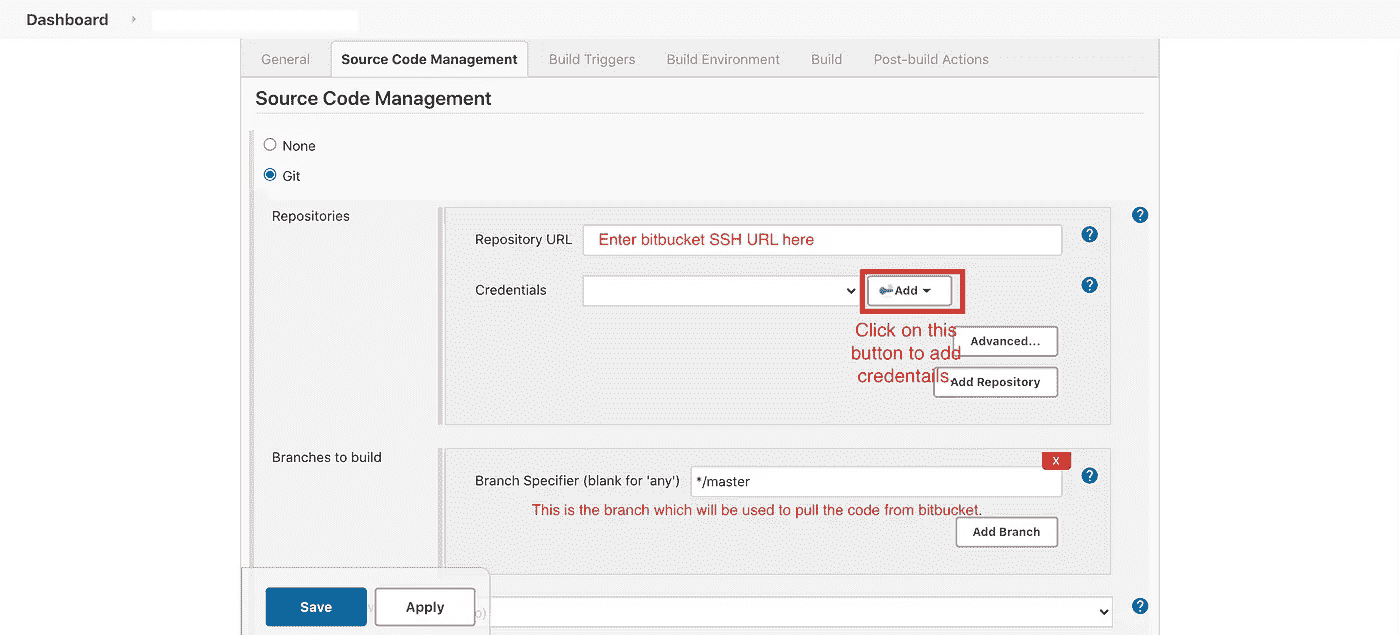 Dashboard
General Source Code Management Build Triggers Build Environment Build Post-build Actions
Source Code Management
None
Git
Repositories
Repository URL Enter bitbucket SSH URL here
Credentials Add
Click on this
button to add
credentails.
Advanced...
Add Repository
Branches to build
X
Branch Specifier (blank for 'any') */master
This is the branch which will be used to pull the code from bitbucket.
Add Branch
Save Apply